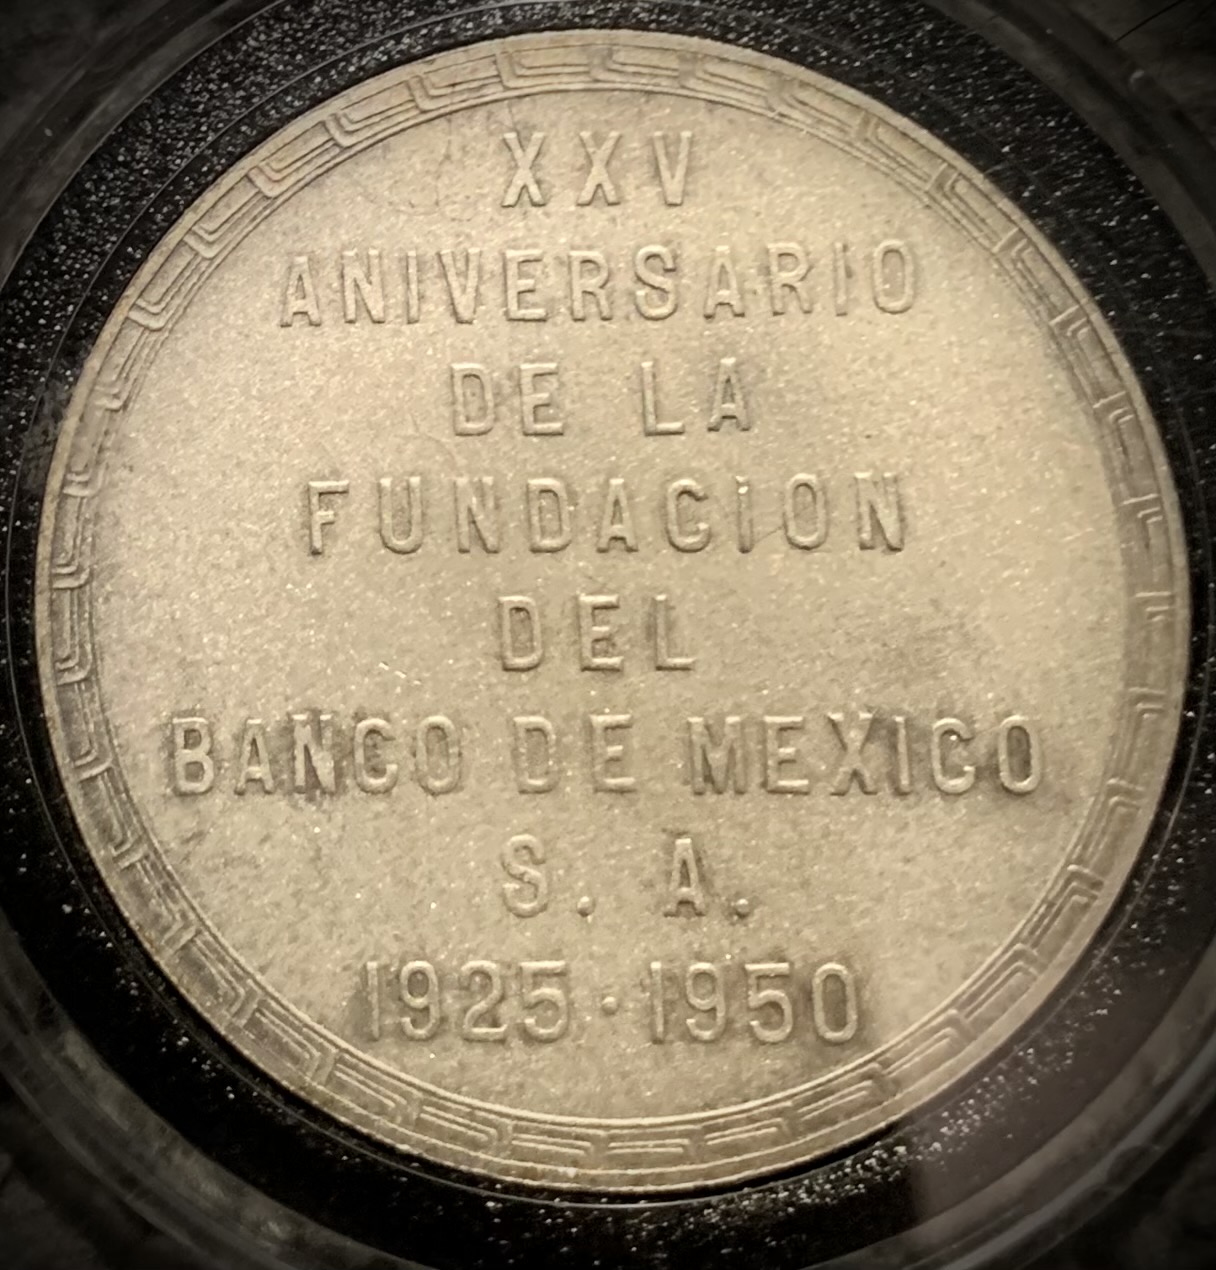 XXV
ANIVERSARIO
DE LA
FUNDACION
DEL
BANCO DE MEXICO
S. A.
1925·1950